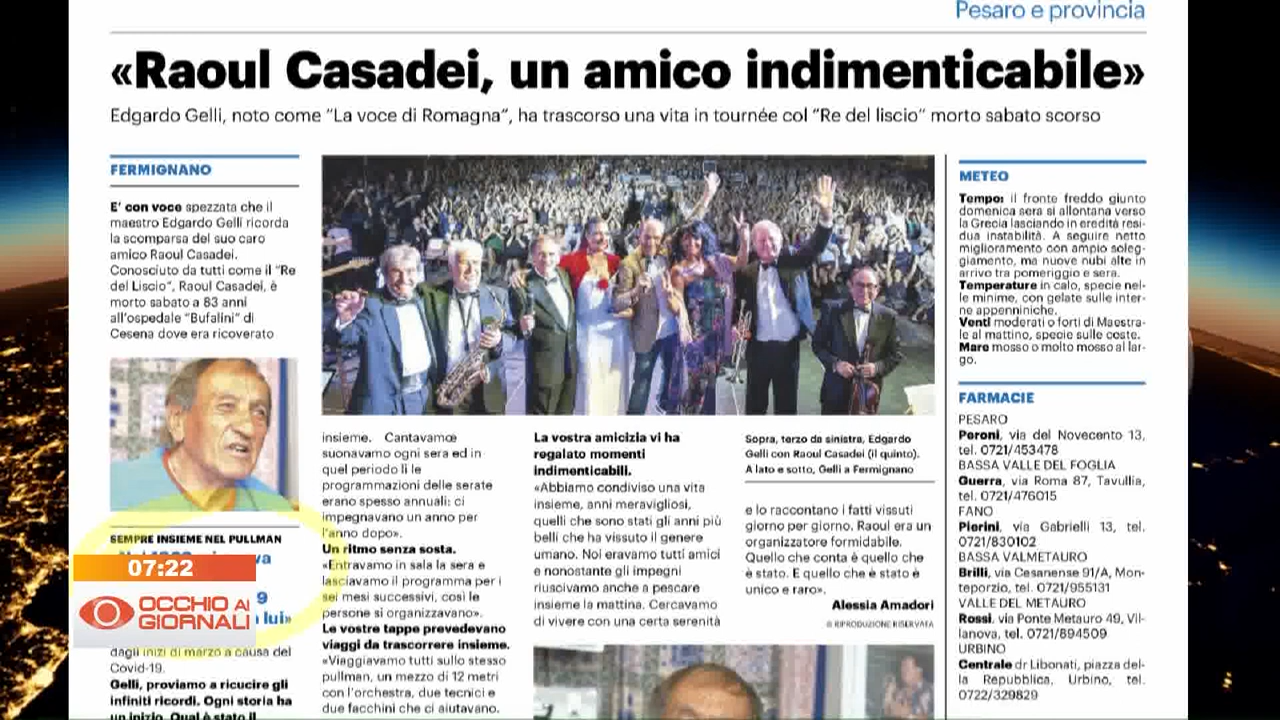 Pesaro e provincia
«Raoul Casadei, un amico indimenticabile»
Edgardo Gelli, noto come “La voce di Romagna”, ha trascorso una vita in tournée col “Re del liscio” morto sabato scorso
FERMIGNANO
E’ con voce spezzata che il
maestro Edgardo Gelli ricorda
la scomparsa del suo caro
amico Raoul Casadei.
Conosciuto da tutti come il “Re
del Liscio”, Raoul Casadei, è
morto sabato a 83 anni
all’ospedale “Bufalini” di
Cesena dove era ricoverato
SEMPRE INSIEME NEL PULLMAN
07:22
OCCHIO AI
GIORNALI
lui»
dagli inizi di marzo a causa del
Covid-19.
Gelli, proviamo a ricucire gli
infiniti ricordi. Ogni storia ha
un inizio. Qual è stato il
insieme. Cantavamo e
suonavamo ogni sera ed in
quel periodo lì le
programmazioni delle serate
erano spesso annuali: ci
impegnavano un anno per
l’anno dopo».
Un ritmo senza sosta.
«Entravamo in sala la sera e
lasciavamo il programma per i
sei mesi successivi, così le
persone si organizzavano».
Le vostre tappe prevedevano
viaggi da trascorrere insieme.
«Viaggiavamo tutti sullo stesso
pullman, un mezzo di 12 metri
con l’orchestra, due tecnici e
due facchini che ci aiutavano.
La vostra amicizia vi ha
regalato momenti
indimenticabili.
«Abbiamo condiviso una vita
insieme, anni meravigliosi,
quelli che sono stati gli anni più
belli che ha vissuto il genere
umano. Noi eravamo tutti amici
e nonostante gli impegni
riuscivamo anche a pescare
insieme la mattina. Cercavamo
di vivere con una certa serenità
Sopra, terzo da sinistra, Edgardo
Gelli con Raoul Casadei (il quinto).
A lato e sotto, Gelli a Fermignano
e lo raccontano i fatti vissuti
giorno per giorno. Raoul era un
organizzatore formidabile.
Quello che conta è quello che
è stato. E quello che è stato è
unico e raro».
Alessia Amadori
© RIPRODUZIONE RISERVATA
METEO
Tempo: il fronte freddo giunto
domenica sera si allontana verso
la Grecia lasciando in eredità resi-
dua instabilità. A seguire netto
miglioramento con ampio soleg-
giamento, ma nuove nubi alte in
arrivo tra pomeriggio e sera.
Temperature in calo, specie nel-
le minime, con gelate sulle inter-
ne appenniniche.
Venti moderati o forti di Maestra-
le al mattino, specie sulle coste.
Mare mosso o molto mosso al lar-
go.
FARMACIE
PESARO
Peroni, via del Novecento 13,
tel. 0721/453478
BASSA VALLE DEL FOGLIA
Guerra, via Roma 87, Tavullia,
tel. 0721/476015
FANO
Pierini, via Gabrielli 13, tel.
0721/830102
BASSA VALMETAURO
Brilli, via Cesanense 91/A, Mon-
teporzio, tel. 0721/955131
VALLE DEL METAURO
Rossi, via Ponte Metauro 49, Vil-
lanova, tel. 0721/894509
URBINO
Centrale dr Libonati, piazza del-
la Repubblica, Urbino, tel.
0722/329829